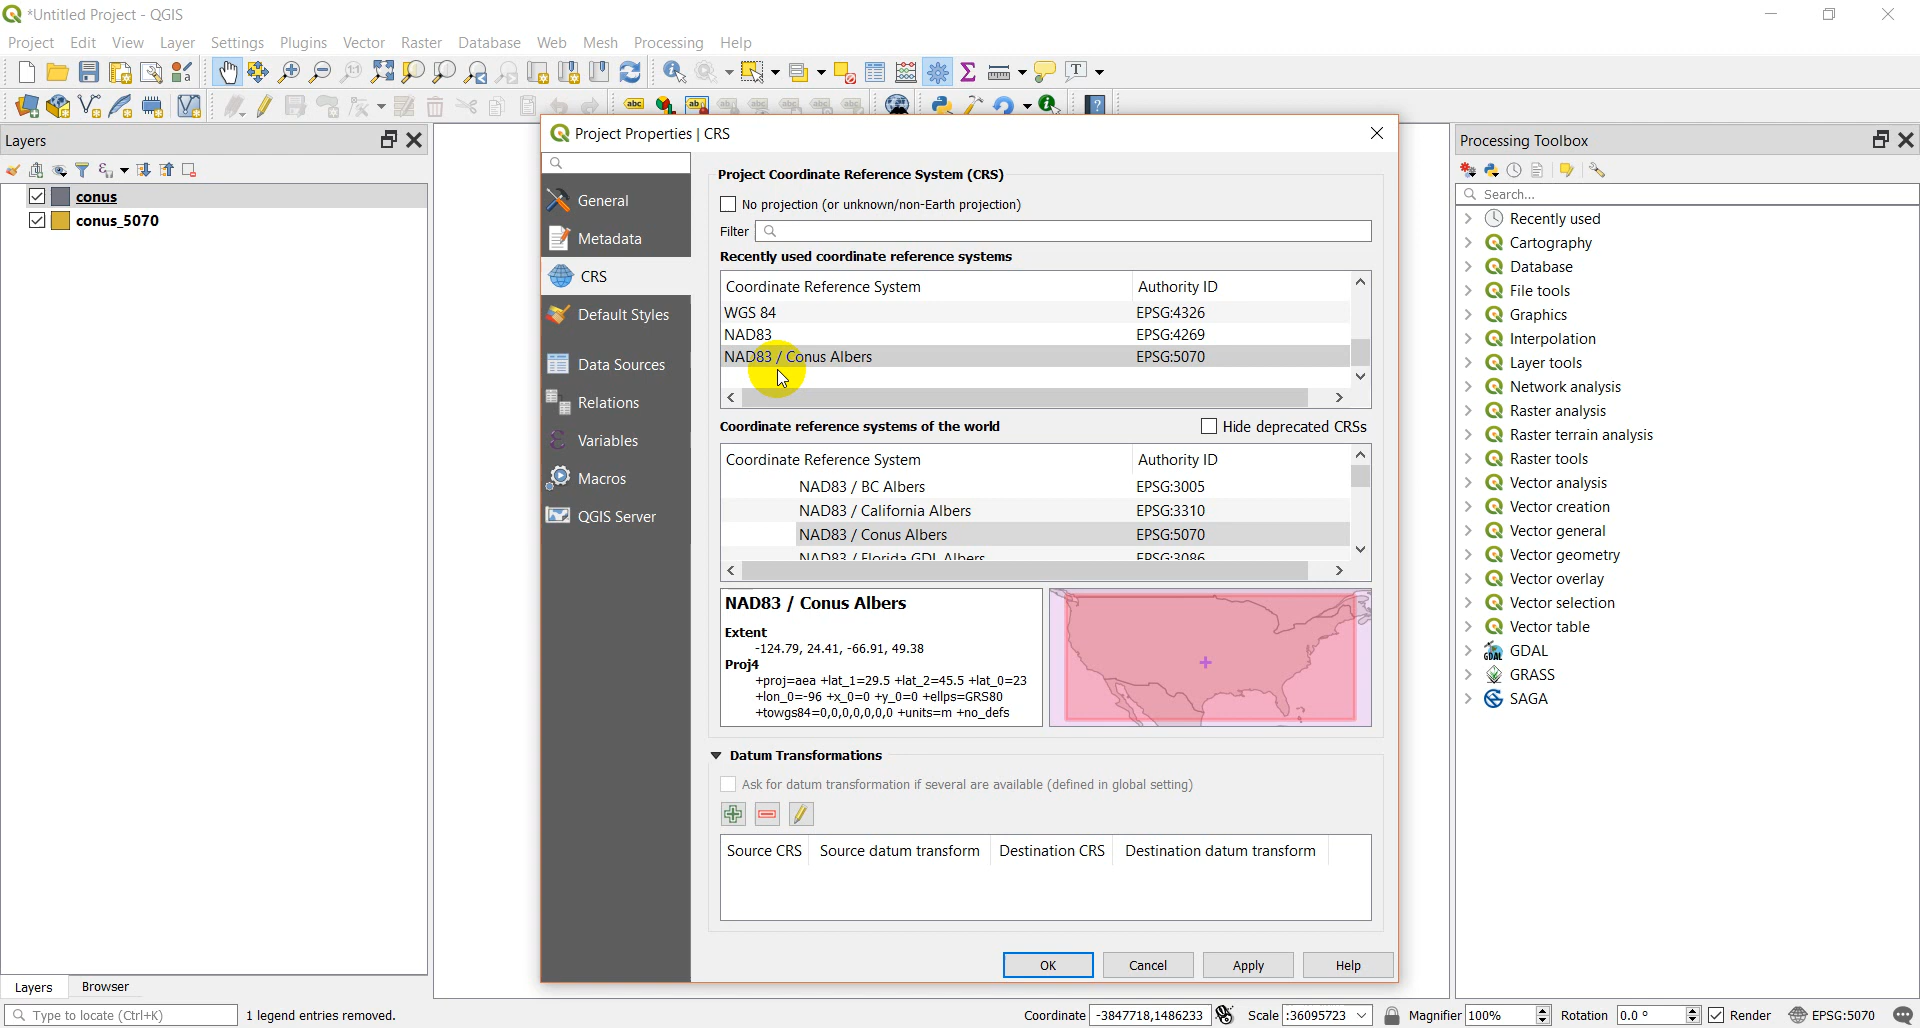 *Untitled Project - QGIS
Project Edit View Layer Settings Plugins Vector Raster Database Web Mesh Processing Help
Layers
conus
conus_5070
Layers Browser
Project Properties | CRS
General
Metadata
CRS
Default Styles
Data Sources
Relations
Variables
Macros
QGIS Server
Project Coordinate Reference System (CRS)
No projection (or unknown/non-Earth projection)
Filter
Recently used coordinate reference systems
Coordinate Reference System Authority ID
WGS 84 EPSG:4326
NAD83 EPSG:4269
NAD83 / Conus Albers EPSG:5070
Coordinate reference systems of the world Hide deprecated CRSs
Coordinate Reference System Authority ID
NAD83 / BC Albers EPSG:3005
NAD83 / California Albers EPSG:3310
NAD83 / Conus Albers EPSG:5070
NAD83 / Florida GDL Albers EPSG:3086
NAD83 / Conus Albers
Extent
-124.79, 24.41, -66.91, 49.38
Proj4
+proj=aea +lat_1=29.5 +lat_2=45.5 +lat_0=23
+lon_0=-96 +x_0=0 +y_0=0 +ellps=GRS80
+towgs84=0,0,0,0,0,0,0 +units=m +no_defs
Datum Transformations
Ask for datum transformation if several are available (defined in global setting)
Source CRS Source datum transform Destination CRS Destination datum transform
OK Cancel Apply Help
Processing Toolbox
Search...
Recently used
Cartography
Database
File tools
Graphics
Interpolation
Layer tools
Network analysis
Raster analysis
Raster terrain analysis
Raster tools
Vector analysis
Vector creation
Vector general
Vector geometry
Vector overlay
Vector selection
Vector table
GDAL
GRASS
SAGA
Type to locate (Ctrl+K) 1 legend entries removed. Coordinate -3847718,1486233 Scale :36095723 Magnifier 100% Rotation 0.0 ° Render EPSG:5070